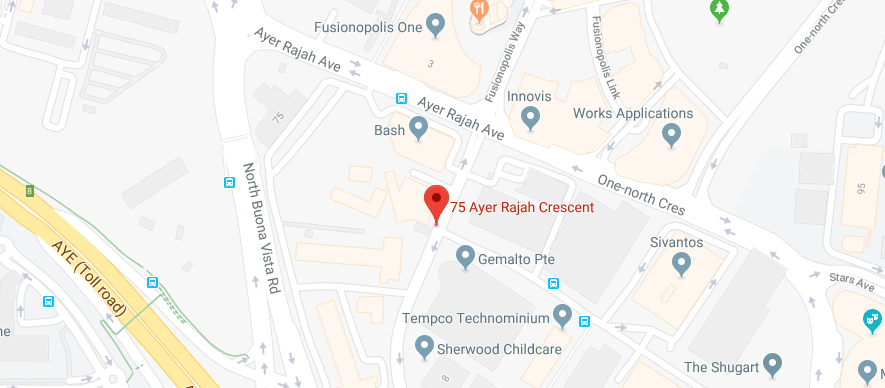 Fusionopolis One
Ayer Rajah Ave
3
Fusionopolis Way
Fusionopolis Link
One-north Cres
75
Ayer Rajah Ave
Innovis
Works Applications
Bash
8
North Buona Vista Rd
75 Ayer Rajah Crescent
One-north Cres
95
AYE (Toll road)
Sivantos
Gemalto Pte
Stars Ave
Tempco Technominium
Sherwood Childcare
The Shugart
8
ne
N